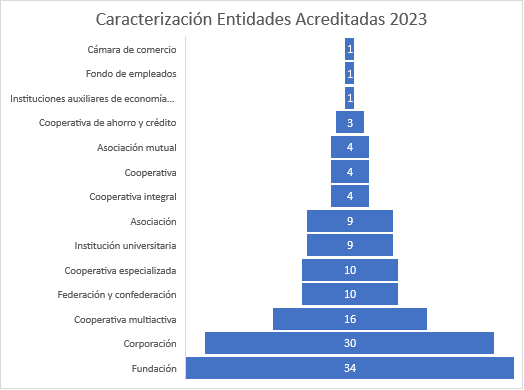 Caracterización Entidades Acreditadas 2023
Cámara de comercio 1
Fondo de empleados 1
Instituciones auxiliares de economía... 1
Cooperativa de ahorro y crédito 3
Asociación mutual 4
Cooperativa 4
Cooperativa integral 4
Asociación 9
Institución universitaria 9
Cooperativa especializada 10
Federación y confederación 10
Cooperativa multiactiva 16
Corporación 30
Fundación 34